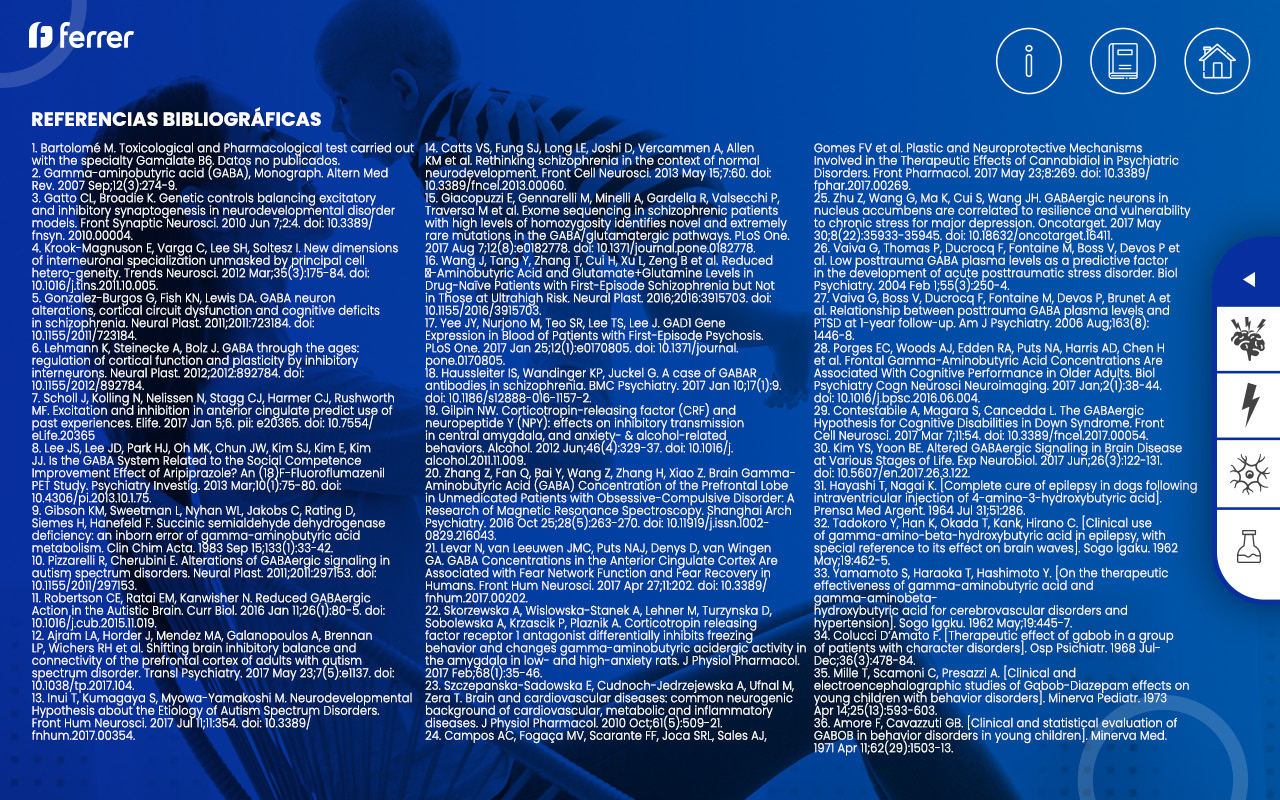 ferrer
REFERENCIAS BIBLIOGRÁFICAS
1. Bartolomé M. Toxicological and Pharmacological test carried out
with the specialty Gamalate B6. Datos no publicados.
2. Gamma-aminobutyric acid (GABA), Monograph. Altern Med
Rev. 2007 Sep;12(3):274-9.
3. Gatto CL, Broadie K. Genetic controls balancing excitatory
and inhibitory synaptogenesis in neurodevelopmental disorder
models. Front Synaptic Neurosci. 2010 Jun 7;2:4. doi: 10.3389/
fnsyn. 2010.00004.
4. Krook-Magnuson E, Varga C, Lee SH, Soltesz I. New dimensions
of interneuronal specialization unmasked by principal cell
hetero-geneity. Trends Neurosci. 2012 Mar;35(3):175-84. doi:
10.1016/j.tins.2011.10.005.
5. Gonzalez-Burgos G, Fish KN, Lewis DA. GABA neuron
alterations, cortical circuit dysfunction and cognitive deficits
in schizophrenia. Neural Plast. 2011;2011:723184. doi:
10.1155/2011/723184.
6. Lehmann K, Steinecke A, Bolz J. GABA through the ages:
regulation of cortical function and plasticity by inhibitory
interneurons. Neural Plast. 2012;2012:892784. doi:
10.1155/2012/892784.
7. Scholl J, Kolling N, Nelissen N, Stagg CJ, Harmer CJ, Rushworth
MF. Excitation and inhibition in anterior cingulate predict use of
past experiences. Elife. 2017 Jan 5;6. pii: e20365. doi: 10.7554/
eLife.20365
8. Lee JS, Lee JD, Park HJ, Oh MK, Chun JW, Kim SJ, Kim E, Kim
JJ. Is the GABA System Related to the Social Competence
Improvement Effect of Aripiprazole? An (18)F-Fluoroflumazenil
PET Study. Psychiatry Investig. 2013 Mar;10(1):75-80. doi:
10.4306/pi.2013.10.1.75.
9. Gibson KM, Sweetman L, Nyhan WL, Jakobs C, Rating D,
Siemes H, Hanefeld F. Succinic semialdehyde dehydrogenase
deficiency: an inborn error of gamma-aminobutyric acid
metabolism. Clin Chim Acta. 1983 Sep 15;133(1):33-42.
10. Pizzarelli R, Cherubini E. Alterations of GABAergic signaling in
autism spectrum disorders. Neural Plast. 2011;2011:297153. doi:
10.1155/2011/297153.
11. Robertson CE, Ratai EM, Kanwisher N. Reduced GABAergic
Action in the Autistic Brain. Curr Biol. 2016 Jan 11;26(1):80-5. doi:
10.1016/j.cub.2015.11.019.
12. Ajram LA, Horder J, Mendez MA, Galanopoulos A, Brennan
LP, Wichers RH et al. Shifting brain inhibitory balance and
connectivity of the prefrontal cortex of adults with autism
spectrum disorder. Transl Psychiatry. 2017 May 23;7(5):e1137. doi:
10.1038/tp.2017.104.
13. Inui T, Kumagaya S, Myowa-Yamakoshi M. Neurodevelopmental
Hypothesis about the Etiology of Autism Spectrum Disorders.
Front Hum Neurosci. 2017 Jul 11;11:354. doi: 10.3389/
fnhum.2017.00354.
14. Catts VS, Fung SJ, Long LE, Joshi D, Vercammen A, Allen
KM et al. Rethinking schizophrenia in the context of normal
neurodevelopment. Front Cell Neurosci. 2013 May 15;7:60. doi:
10.3389/fncel.2013.00060.
15. Giacopuzzi E, Gennarelli M, Minelli A, Gardella R, Valsecchi P,
Traversa M et al. Exome sequencing in schizophrenic patients
with high levels of homozygosity identifies novel and extremely
rare mutations in the GABA/glutamatergic pathways. PLoS One.
2017 Aug 7;12(8):e0182778. doi: 10.1371/journal.pone.0182778.
16. Wang J, Tang Y, Zhang T, Cui H, Xu L, Zeng B et al. Reduced
-Aminobutyric Acid and Glutamate+Glutamine Levels in
Drug-Naïve Patients with First-Episode Schizophrenia but Not
in Those at Ultrahigh Risk. Neural Plast. 2016;2016:3915703. doi:
10.1155/2016/3915703.
17. Yee JY, Nurjono M, Teo SR, Lee TS, Lee J. GAD1 Gene
Expression in Blood of Patients with First-Episode Psychosis.
PLoS One. 2017 Jan 25;12(1):e0170805. doi: 10.1371/journal.
pone.0170805.
18. Haussleiter IS, Wandinger KP, Juckel G. A case of GABAR
antibodies in schizophrenia. BMC Psychiatry. 2017 Jan 10;17(1):9.
doi: 10.1186/s12888-016-1157-2.
19. Gilpin NW. Corticotropin-releasing factor (CRF) and
neuropeptide Y (NPY): effects on inhibitory transmission
in central amygdala, and anxiety- & alcohol-related
behaviors. Alcohol. 2012 Jun;46(4):329-37. doi: 10.1016/j.
alcohol.2011.11.009.
20. Zhang Z, Fan Q, Bai Y, Wang Z, Zhang H, Xiao Z. Brain Gamma-
Aminobutyric Acid (GABA) Concentration of the Prefrontal Lobe
in Unmedicated Patients with Obsessive-Compulsive Disorder: A
Research of Magnetic Resonance Spectroscopy. Shanghai Arch
Psychiatry. 2016 Oct 25;28(5):263-270. doi: 10.11919/j.issn.1002-
0829.216043.
21. Levar N, van Leeuwen JMC, Puts NAJ, Denys D, van Wingen
GA. GABA Concentrations in the Anterior Cingulate Cortex Are
Associated with Fear Network Function and Fear Recovery in
Humans. Front Hum Neurosci. 2017 Apr 27;11:202. doi: 10.3389/
fnhum.2017.00202.
22. Skorzewska A, Wislowska-Stanek A, Lehner M, Turzynska D,
Sobolewska A, Krzascik P, Plaznik A. Corticotropin releasing
factor receptor 1 antagonist differentially inhibits freezing
behavior and changes gamma-aminobutyric acidergic activity in
the amygdala in low- and high-anxiety rats. J Physiol Pharmacol.
2017 Feb;68(1):35-46.
23. Szczepanska-Sadowska E, Cudnoch-Jedrzejewska A, Ufnal M,
Zera T. Brain and cardiovascular diseases: common neurogenic
background of cardiovascular, metabolic and inflammatory
diseases. J Physiol Pharmacol. 2010 Oct;61(5):509-21.
24. Campos AC, Fogaça MV, Scarante FF, Joca SRL, Sales AJ,
Gomes FV et al. Plastic and Neuroprotective Mechanisms
Involved in the Therapeutic Effects of Cannabidiol in Psychiatric
Disorders. Front Pharmacol. 2017 May 23;8:269. doi: 10.3389/
fphar.2017.00269.
25. Zhu Z, Wang G, Ma K, Cui S, Wang JH. GABAergic neurons in
nucleus accumbens are correlated to resilience and vulnerability
to chronic stress for major depression. Oncotarget. 2017 May
30;8(22):35933-35945. doi: 10.18632/oncotarget.16411.
26. Vaiva G, Thomas P, Ducrocq F, Fontaine M, Boss V, Devos P et
al. Low posttrauma GABA plasma levels as a predictive factor
in the development of acute posttraumatic stress disorder. Biol
Psychiatry. 2004 Feb 1;55(3):250-4.
27. Vaiva G, Boss V, Ducrocq F, Fontaine M, Devos P, Brunet A et
al. Relationship between posttrauma GABA plasma levels and
PTSD at 1-year follow-up. Am J Psychiatry. 2006 Aug;163(8):
1446-8.
28. Porges EC, Woods AJ, Edden RA, Puts NA, Harris AD, Chen H
et al. Frontal Gamma-Aminobutyric Acid Concentrations Are
Associated With Cognitive Performance in Older Adults. Biol
Psychiatry Cogn Neurosci Neuroimaging. 2017 Jan;2(1):38-44.
doi: 10.1016/j.bpsc.2016.06.004.
29. Contestabile A, Magara S, Cancedda L. The GABAergic
Hypothesis for Cognitive Disabilities in Down Syndrome. Front
Cell Neurosci. 2017 Mar 7;11:54. doi: 10.3389/fncel.2017.00054.
30. Kim YS, Yoon BE. Altered GABAergic Signaling in Brain Disease
at Various Stages of Life. Exp Neurobiol. 2017 Jun;26(3):122-131.
doi: 10.5607/en.2017.26.3.122.
31. Hayashi T, Nagai K. [Complete cure of epilepsy in dogs following
intraventricular injection of 4-amino-3-hydroxybutyric acid].
Prensa Med Argent. 1964 Jul 31;51:286.
32. Tadokoro Y, Han K, Okada T, Kank, Hirano C. [Clinical use
of gamma-amino-beta-hydroxybutyric acid in epilepsy, with
special reference to its effect on brain waves]. Sogo Igaku. 1962
May;19:462-5.
33. Yamamoto S, Haraoka T, Hashimoto Y. [On the therapeutic
effectiveness of gamma-aminobutyric acid and
gamma-aminobeta-
hydroxybutyric acid for cerebrovascular disorders and
hypertension]. Sogo Igaku. 1962 May;19:445-7.
34. Colucci D'Amato F. [Therapeutic effect of gabob in a group
of patients with character disorders]. Osp Psichiatr. 1968 Jul-
Dec;36(3):478-84.
35. Mille T, Scamoni C, Presazzi A. [Clinical and
electroencephalographic studies of Gabob-Diazepam effects on
young children with behavior disorders]. Minerva Pediatr. 1973
Apr 14;25(13):593-603.
36. Amore F, Cavazzuti GB. [Clinical and statistical evaluation of
GABOB in behavior disorders in young children]. Minerva Med.
1971 Apr 11;62(29):1503-13.